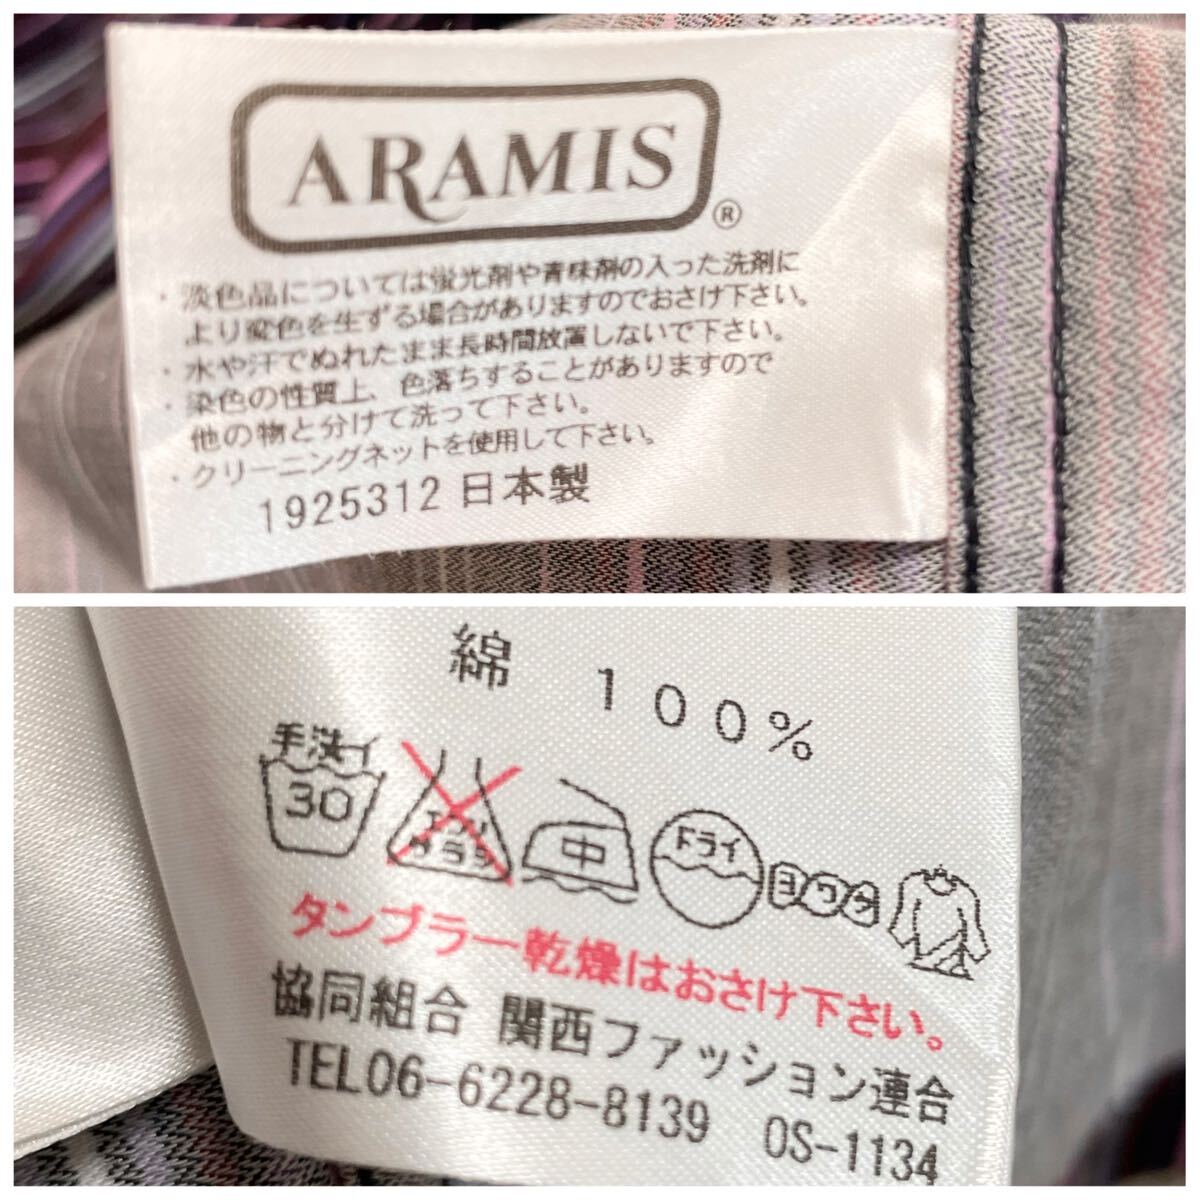 ARAMIS
®
・淡色品については蛍光剤や青味剤の入った洗剤に
より変色を生ずる場合がありますのでおさけ下さい。
・水や汗でぬれたまま長時間放置しないで下さい。
・染色の性質上、色落ちすることがありますので
他の物と分けて洗って下さい。
・クリーニングネットを使用して下さい。
1925312 日本製
綿 100%
手洗イ
30
エンソ
サラシ
中
ドライ
ヨワク
タンブラー乾燥はおさけ下さい。
協同組合 関西ファッション連合
TEL06-6228-8139 OS-1134